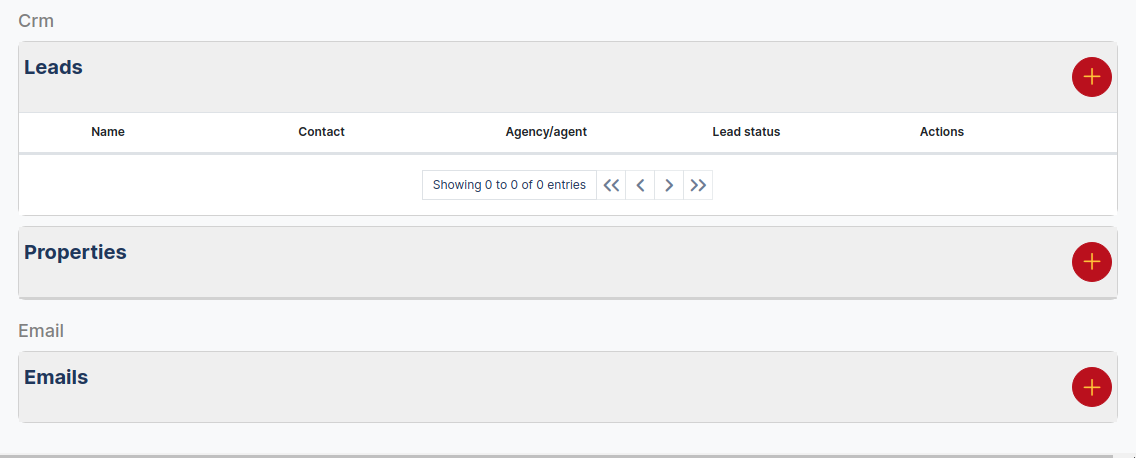 Crm
Leads
Name Contact Agency/agent Lead status Actions
Showing 0 to 0 of 0 entries
Properties
Email
Emails